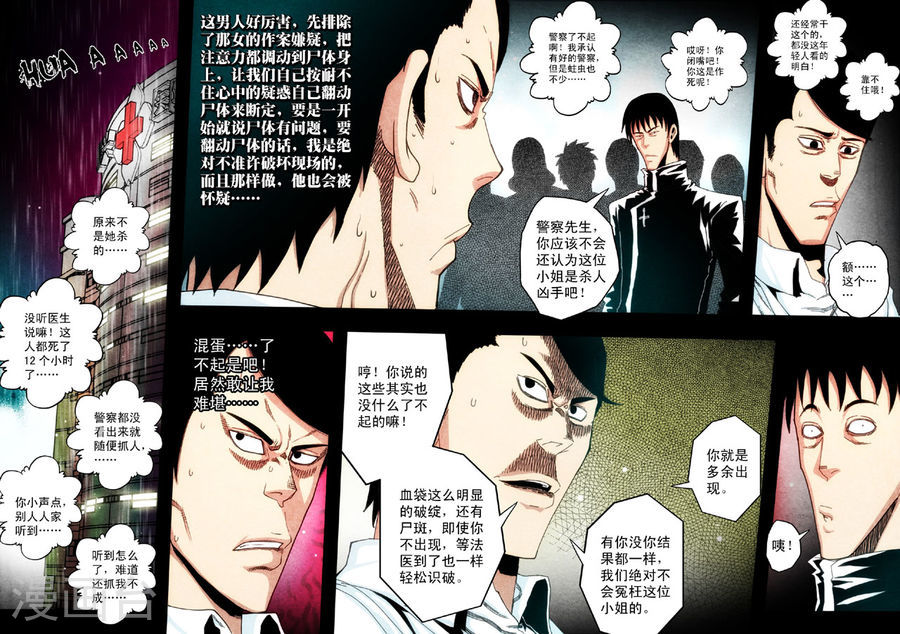 HUA A A A A A A
原来不
是她杀
的……
没听医生
说嘛！这
人都死了
12个小时
了……
警察都没
看出来就
随便抓人，
……
你小声点，
别人人家
听到…
听到怎么
了，难道
还抓我不
成……
这男人好厉害，先排除
了那女的作案嫌疑，把
注意力都调动到尸体身
上，让我们自己按耐不
住心中的疑惑自己翻动
尸体来断定，要是一开
始就说尸体有问题，要
翻动尸体的话，我是绝
对不准许破坏现场的，
而且那样做，他也会被
怀疑……
警察了不
起啊！我承认
有好的警察，
但是蛀虫也
不少……
哎呀！你
闭嘴吧！
你这是作
死呢！
警察先生，
你应该不会
还认为这位
小姐是杀人
凶手吧！
还经常干
这个的，
都没这年
轻人看的
明白！
靠不
住哦！
额……
这个…
……
混蛋……了
不起是吧！
居然敢让我
难堪……
哼！你说的
这些其实也
没什么了不
起的嘛！
血袋这么明显
的破绽，还有
尸斑，即使你
不出现，等法
医到了也一样
轻松识破。
你就是
多余出
现。
有你没你结
果都一样，
我们绝对不
会冤枉这位
小姐的。
咦！
漫画台